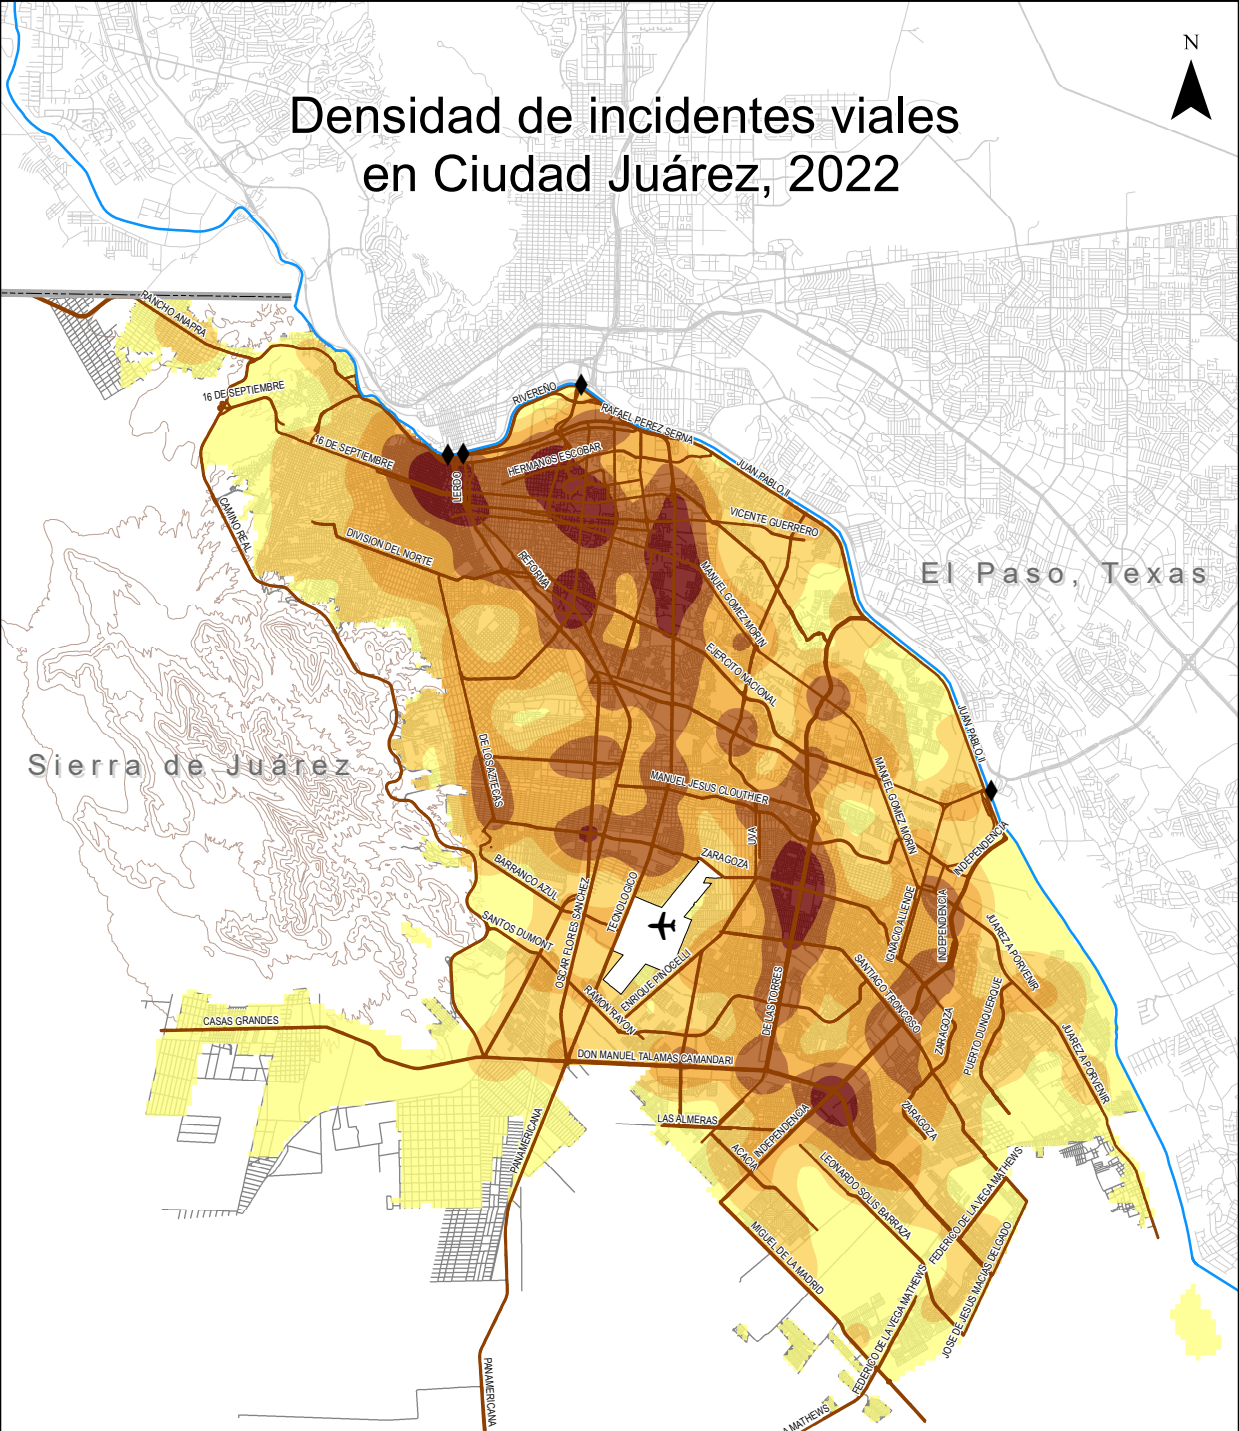 N
Densidad de incidentes viales
en Ciudad Juárez, 2022
RANCHO ANAPRA
16 DE SEPTIEMBRE
RIVEREÑO
RAFAEL PEREZ SERNA
16 DE SEPTIEMBRE
HERMANOS ESCOBAR
JUAN PABLO II
LERDO
CAMINO REAL
VICENTE GUERRERO
DIVISION DEL NORTE
REFORMA
El Paso, Texas
MANUEL GOMEZ MORIN
EJERCITO NACIONAL
JUAN PABLO II
Sierra de Juárez
DE LOS AZTECAS
MANUEL JESUS CLOUTHIER
MANUEL GOMEZ MORIN
UVA
INDEPENDENCIA
ZARAGOZA
BARRANCO AZUL
OSCAR FLORES SANCHEZ
TECNOLOGICO
IGNACIO ALLENDE
INDEPENDENCIA
SANTOS DUMONT
JUAREZ A PORVENIR
ENRIQUE PINOCELLI
SANTIAGO TRONCOSO
RAMON RAYON
DE LAS TORRES
PUERTO DUNQUERQUE
CASAS GRANDES
ZARAGOZA
JUAREZ A PORVENIR
DON MANUEL TALAMAS CAMANDARI
PANAMERICANA
LAS ALMERAS
INDEPENDENCIA
ZARAGOZA
ACACIA
LEONARDO SOLIS BARRAZA
FEDERICO DE LA VEGA MATHEWS
MIGUEL DE LA MADRID
JOSE DE JESUS MACIAS DELGADO
FEDERICO DE LA VEGA MATHEWS
PANAMERICANA
A MATHEWS